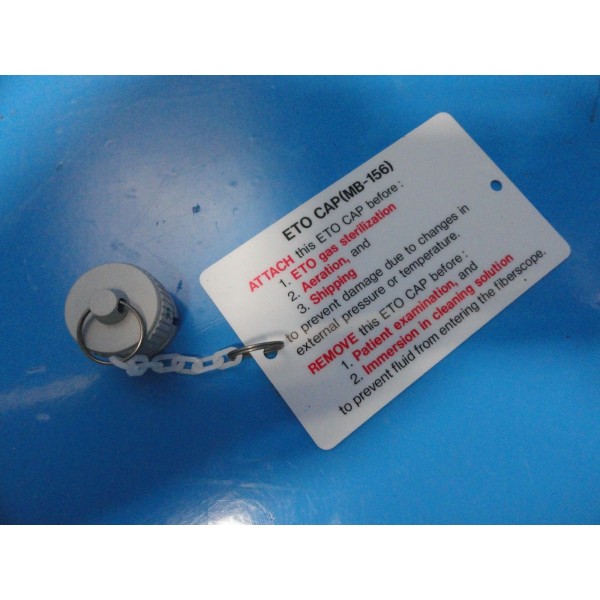 ETO CAP(MB-156)
ATTACH this ETO CAP before:
1. ETO gas sterilization
2. Aeration, and
3. Shipping
to prevent damage due to changes in
external pressure or temperature.
REMOVE this ETO CAP before:
1. Patient examination, and
2. Immersion in cleaning solution
to prevent fluid from entering the fiberscope.